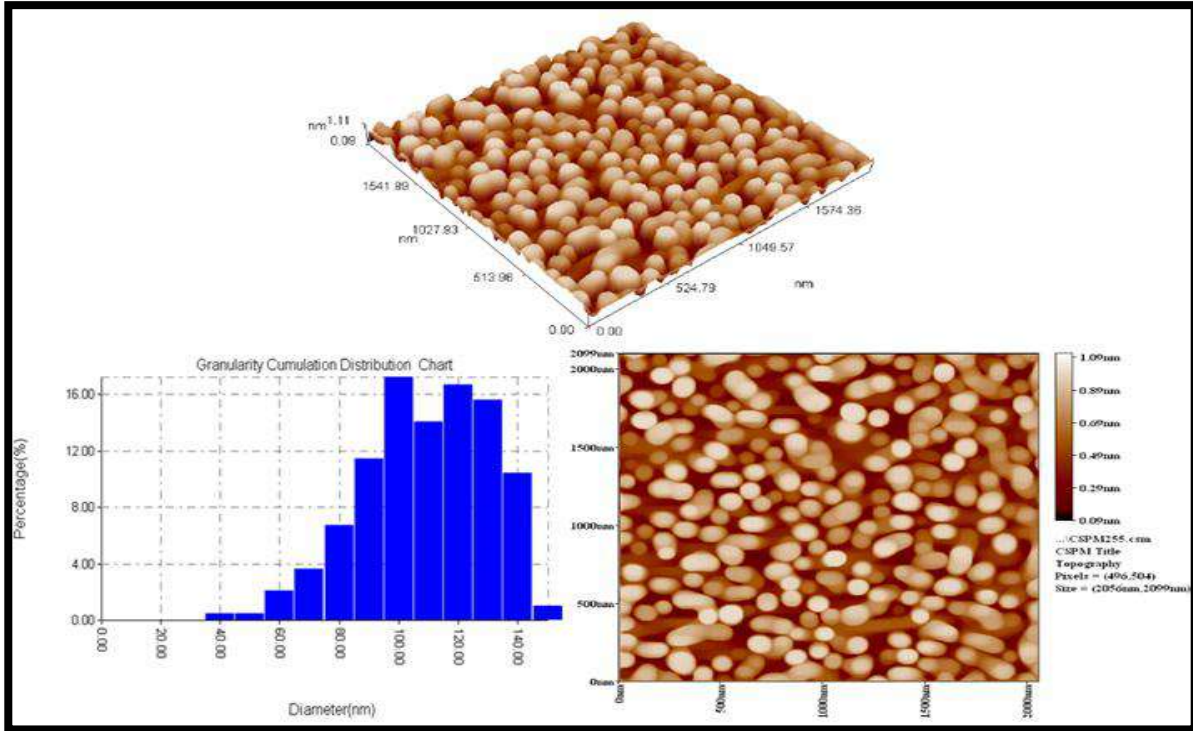 nm 1.11
0.09
1541.89
1027.93
nm
513.96
0.00
0.00
524.79
1049.57
1574.36
nm
Granularity Cumulation Distribution Chart
Percentage(%)
16.00
12.00
8.00
4.00
0.00
0.00
20.00
40.00
60.00
80.00
100.00
120.00
140.00
Diameter(nm)
2099nm
2000nm
1500nm
1000nm
500nm
0nm
0nm
500nm
1000nm
1500nm
2000nm
1.09nm
0.89nm
0.69nm
0.49nm
0.29nm
0.09nm
...\CSPM255.csm
CSPM Title
Topography
Pixels = (496,504)
Size = (2056nm,2099nm)